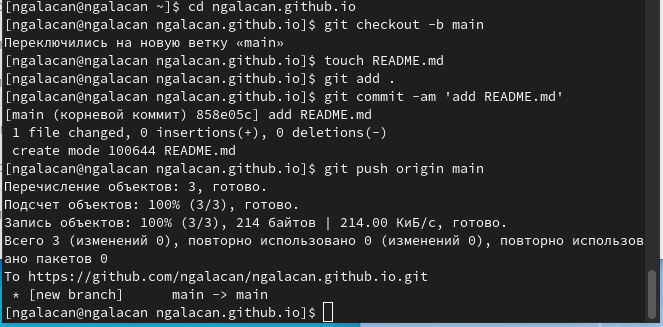 [ngalacan@ngalacan ~]$ cd ngalacan.github.io
[ngalacan@ngalacan ngalacan.github.io]$ git checkout -b main
Переключились на новую ветку «main»
[ngalacan@ngalacan ngalacan.github.io]$ touch README.md
[ngalacan@ngalacan ngalacan.github.io]$ git add .
[ngalacan@ngalacan ngalacan.github.io]$ git commit -am 'add README.md'
[main (корневой коммит) 858e05c] add README.md
 1 file changed, 0 insertions(+), 0 deletions(-)
 create mode 100644 README.md
[ngalacan@ngalacan ngalacan.github.io]$ git push origin main
Перечисление объектов: 3, готово.
Подсчет объектов: 100% (3/3), готово.
Запись объектов: 100% (3/3), 214 байтов | 214.00 КиБ/с, готово.
Всего 3 (изменений 0), повторно использовано 0 (изменений 0), повторно использов
ано пакетов 0
To https://github.com/ngalacan/ngalacan.github.io.git
 * [new branch]      main -> main
[ngalacan@ngalacan ngalacan.github.io]$